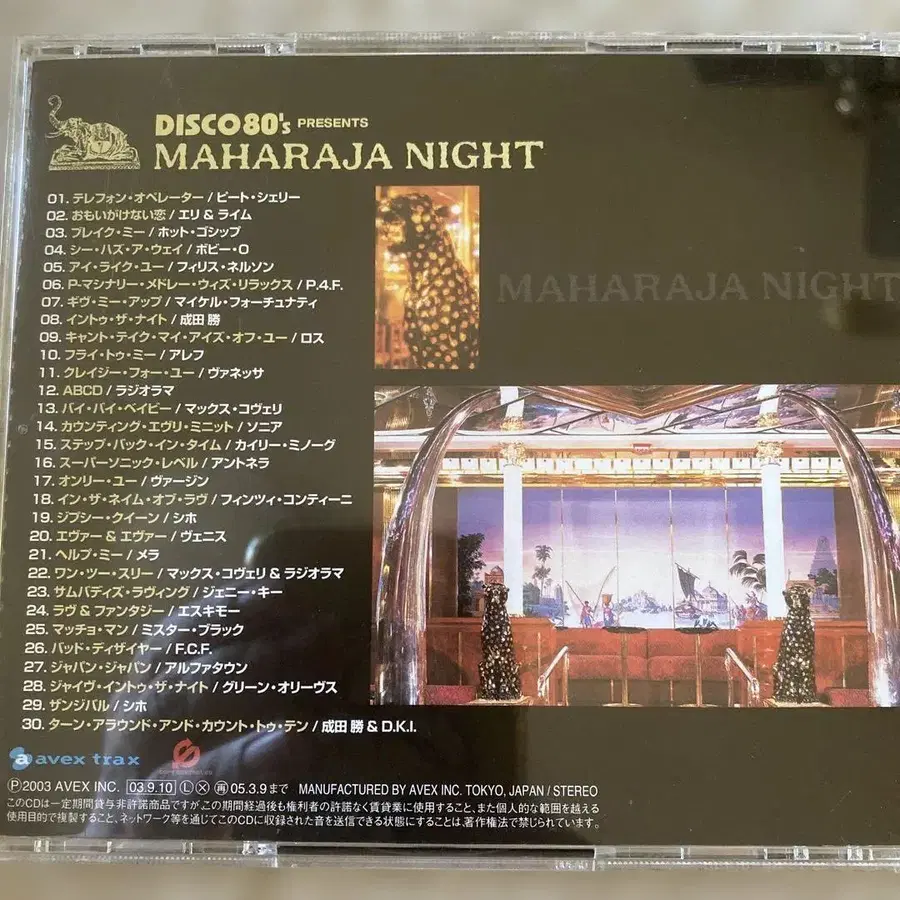 DISCO 80's PRESENTS
MAHARAJA NIGHT
01. テレフォン・オペレーター / ピート・シェリー
02. おもいがけない恋 / エリ & ライム
03. ブレイク・ミー / ホット・ゴシップ
04. シー・ハズ・ア・ウェイ / ボビー・O
05. アイ・ライク・ユー / フィリス・ネルソン
06. P・マシナリー・メドレー・ウィズ・リラックス / P.4.F.
07. ギヴ・ミー・アップ / マイケル・フォーチュナティ
08. イントゥ・ザ・ナイト / 成田 勝
09. キャント・テイク・マイ・アイズ・オフ・ユー / ロス
10. フライ・トゥ・ミー / アレフ
11. クレイジー・フォー・ユー / ヴァネッサ
12. ABCD / ラジオラマ
13. バイ・バイ・ベイビー / マックス・コヴェリ
14. カウンティング・エヴリ・ミニット / ソニア
15. ステップ・バック・イン・タイム / カイリー・ミノーグ
16. スーパーソニック・レベル / アントネラ
17. オンリー・ユー / ヴァージン
18. イン・ザ・ネイム・オブ・ラヴ / フィンツィ・コンティーニ
19. ジプシー・クイーン / シホ
20. エヴァー & エヴァー / ヴェニス
21. ヘルプ・ミー / メラ
22. ワン・ツー・スリー / マックス・コヴェリ & ラジオラマ
23. サムバディズ・ラヴィング / ジェニー・キー
24. ラヴ & ファンタジー / エスキモー
25. マッチョ・マン / ミスター・ブラック
26. バッド・ディザイヤー / F.C.F.
27. ジャパン・ジャパン / アルファタウン
28. ジャイヴ・イントゥ・ザ・ナイト / グリーン・オリーヴス
29. ザンジバル / シホ
30. ターン・アラウンド・アンド・カウント・トゥ・テン / 成田 勝 & D.K.I.
MAHARAJA NIGHT
avex trax
Ⓟ2003 AVEX INC. 03.9.10 Ⓛ Ⓧ 再 05.3.9まで MANUFACTURED BY AVEX INC. TOKYO, JAPAN / STEREO
このCDは一定期間貸与非許諾商品ですが、この期間経過後も権利者の許諾なく賃貸業に使用すること、また個人的な範囲を越える
使用目的で複製すること、ネットワーク等を通じてこのCDに収録された音を送信できる状態にすることは、著作権法で禁じられています。